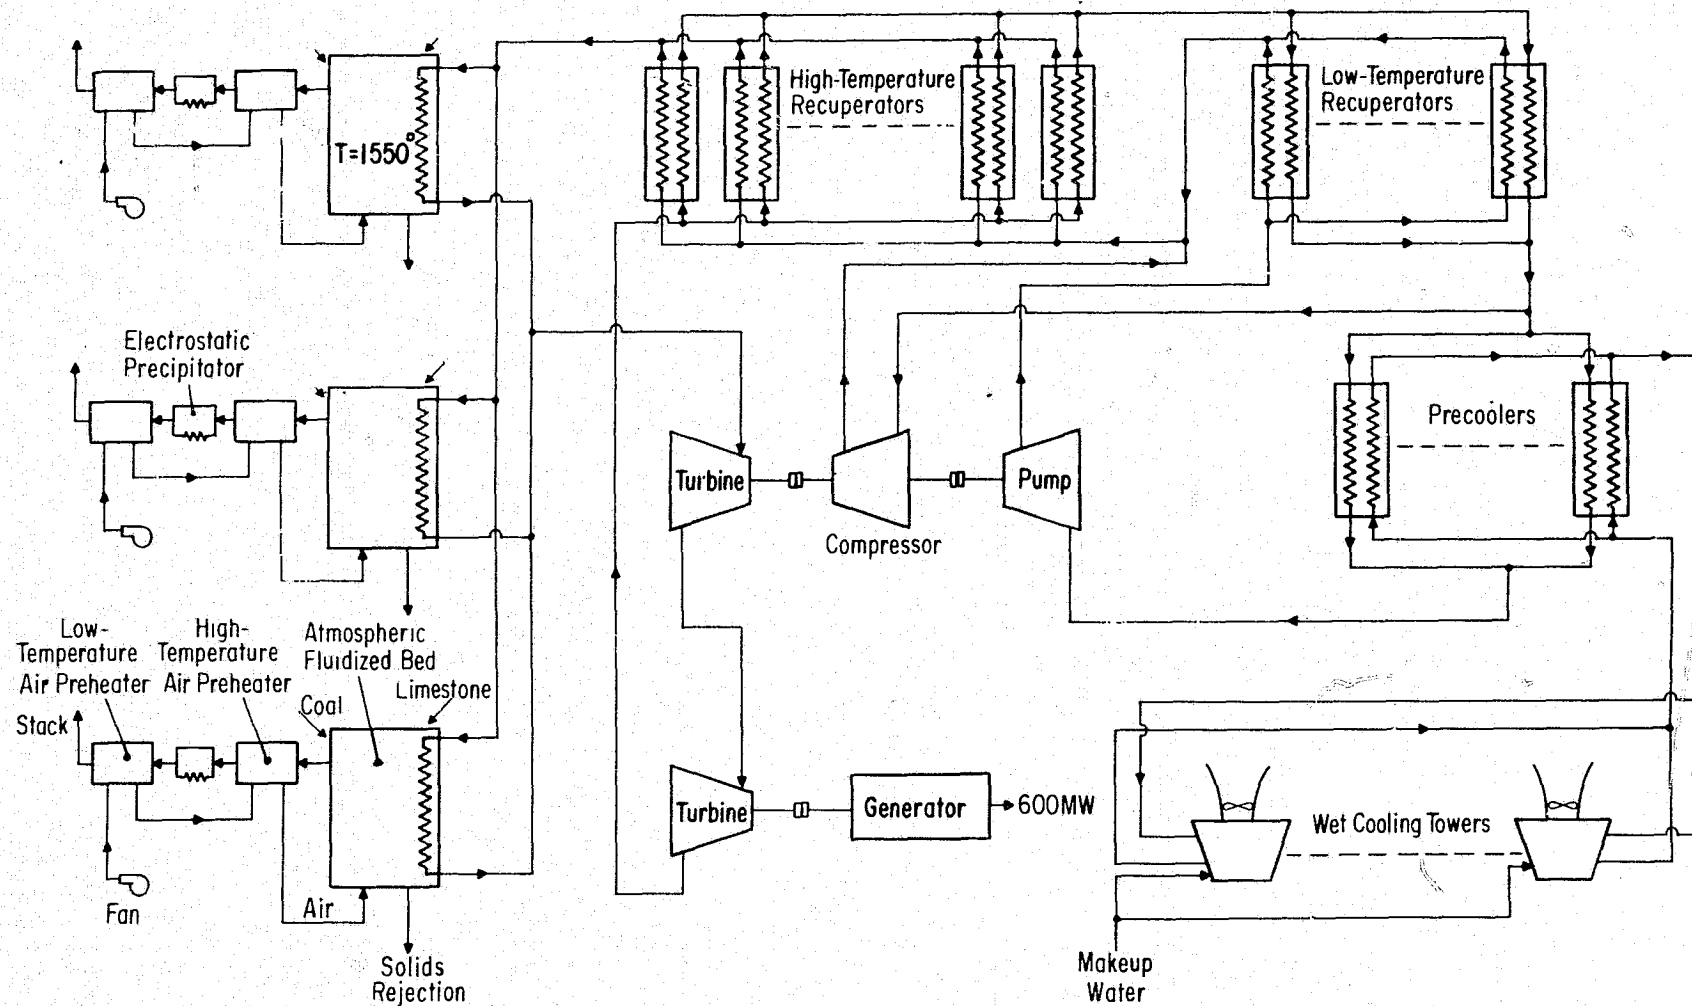 High-Temperature
Recuperators
Low-Temperature
Recuperators
T=1550°
Electrostatic
Precipitator
Precoolers
Turbine
Pump
Compressor
Low-
Temperature
Air Preheater
High-
Temperature
Air Preheater
Atmospheric
Fluidized Bed
Limestone
Coal
Stack
Turbine
Generator
600MW
Wet Cooling Towers
Fan
Air
Solids
Rejection
Makeup
Water